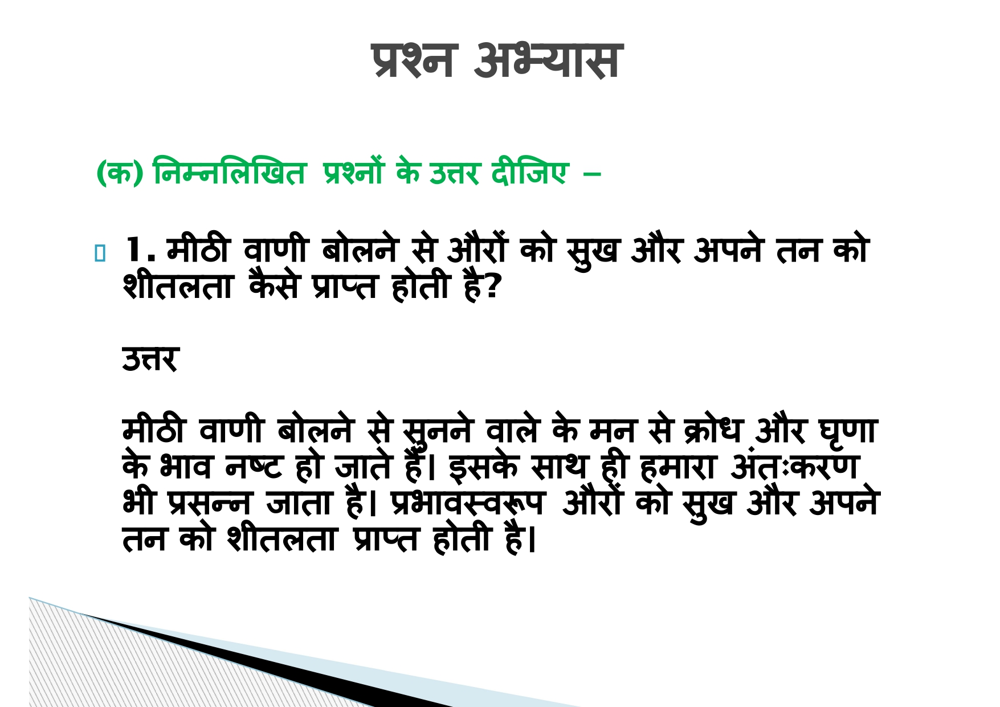 प्रश्न अभ्यास
(क) निम्नलिखित प्रश्नों के उत्तर दीजिए –
1. मीठी वाणी बोलने से औरों को सुख और अपने तन को
शीतलता कैसे प्राप्त होती है?
उत्तर
मीठी वाणी बोलने से सुनने वाले के मन से क्रोध और घृणा
के भाव नष्ट हो जाते हैं। इसके साथ ही हमारा अंतःकरण
भी प्रसन्न जाता है। प्रभावस्वरूप औरों को सुख और अपने
तन को शीतलता प्राप्त होती है।